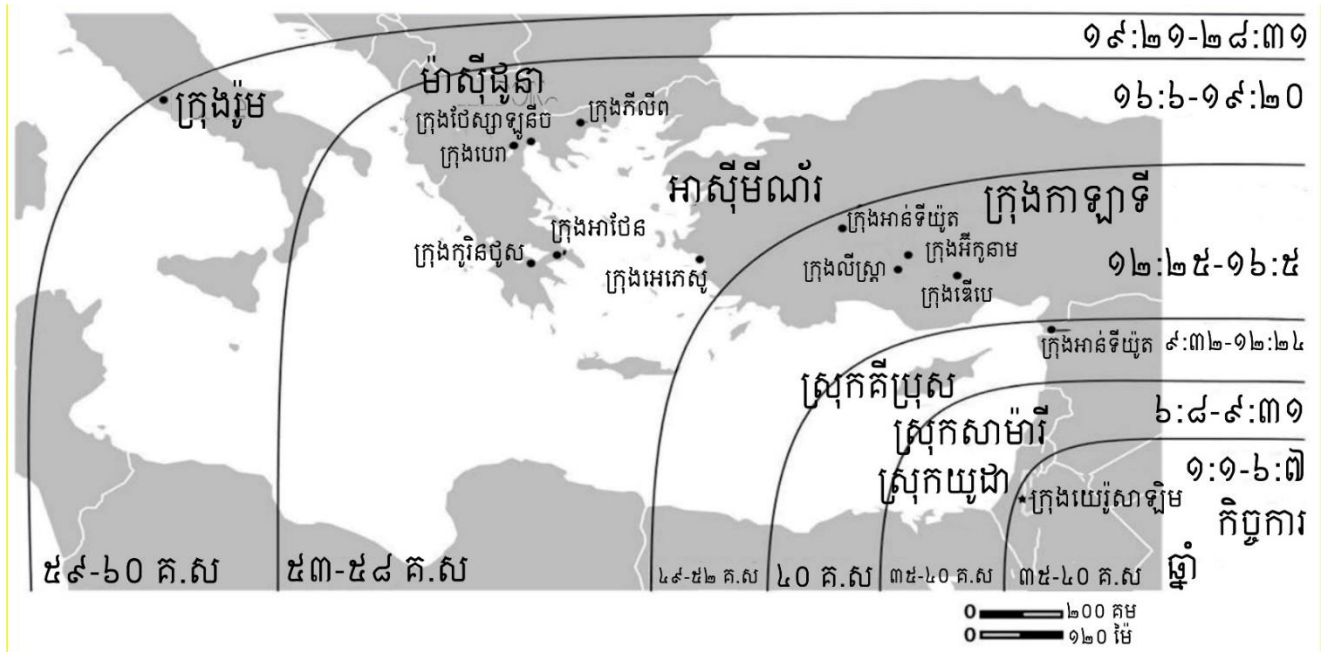 ១៩:២១-២៨:៣១
ម៉ាស៊ីដូនា
១៦:៦-១៩:២០
ក្រុងរ៉ូម
ក្រុងភីលីព
ក្រុងថែស្សាឡូនីច
ក្រុងបេរា
អាស៊ីមីណ័រ
ក្រុងកាឡាទី
ក្រុងអាន់ទីយ៉ូត
ក្រុងអាថែន
ក្រុងកូរិនថូស
ក្រុងអ៊ីកូនាម
ក្រុងលីស្ត្រា
១២:២៥-១៦:៥
ក្រុងអេភេសូ
ក្រុងឌើបេ
ក្រុងអាន់ទីយ៉ូត
៩:៣២-១២:២៤
ស្រុកគីប្រុស
៦:៨-៩:៣១
ស្រុកសាម៉ារី
១:១-៦:៧
ស្រុកយូដា
ក្រុងយេរ៉ូសាឡិម
កិច្ចការ
៥៩-៦០ គ.ស
៥៣-៥៨ គ.ស
៤៩-៥២ គ.ស
៤០ គ.ស
៣៥-៤០ គ.ស
៣៥-៤០ គ.ស
ឆ្នាំ
0 ២០០ គម
0 ១២០ ម៉ៃ